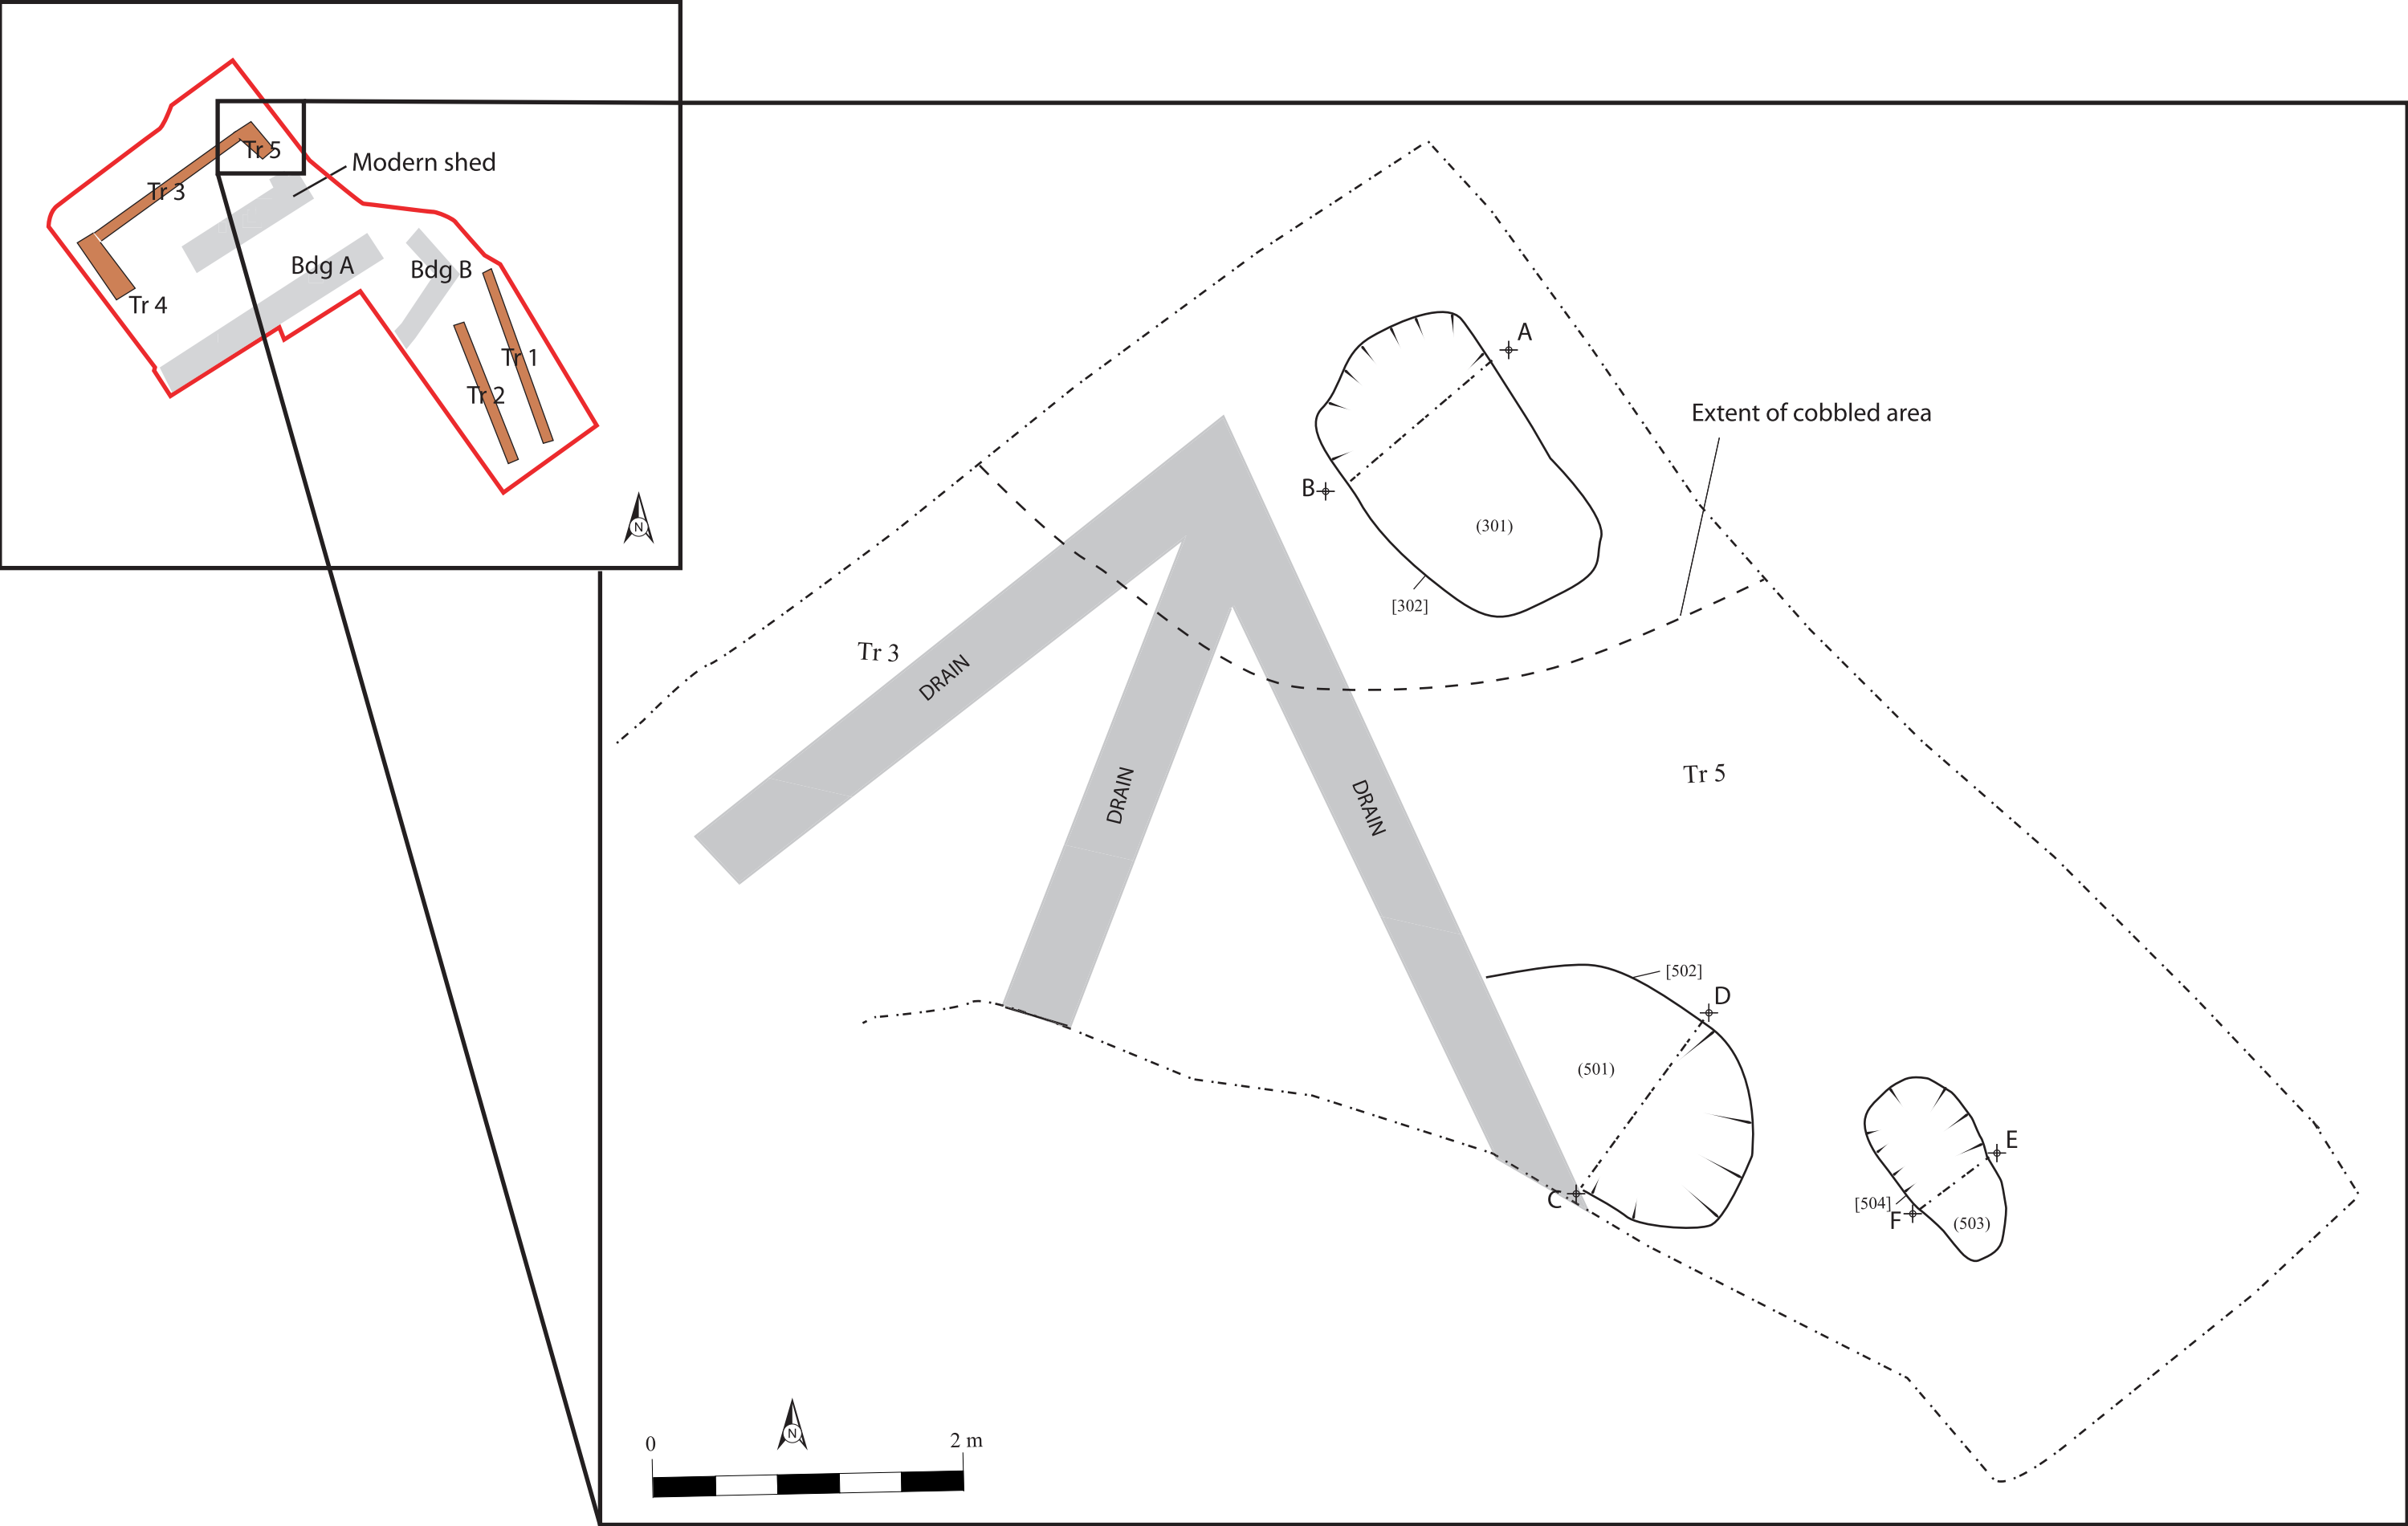 Tr 5
Modern shed
Tr 3
Bdg A
Bdg B
Tr 4
Tr 1
Tr 2
N
A
Extent of cobbled area
B
(301)
[302]
Tr 3
DRAIN
DRAIN
DRAIN
Tr 5
[502]
D
(501)
C
E
[504]
F
(503)
N
0
2 m